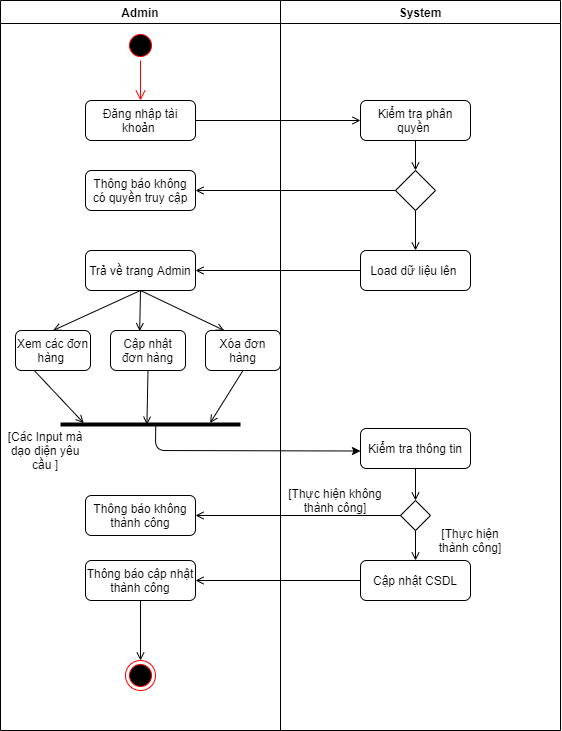 Admin
System
Đăng nhập tài
khoản
Kiểm tra phân
quyền
Thông báo không
có quyền truy cập
Trả về trang Admin
Load dữ liệu lên
Xem các đơn
hàng
Cập nhật
đơn hàng
Xóa đơn
hàng
[Các Input mà
dạo diện yêu
cầu ]
Kiểm tra thông tin
[Thực hiện không
thành công]
Thông báo không
thành công
[Thực hiện
thành công]
Thông báo cập nhật
thành công
Cập nhật CSDL